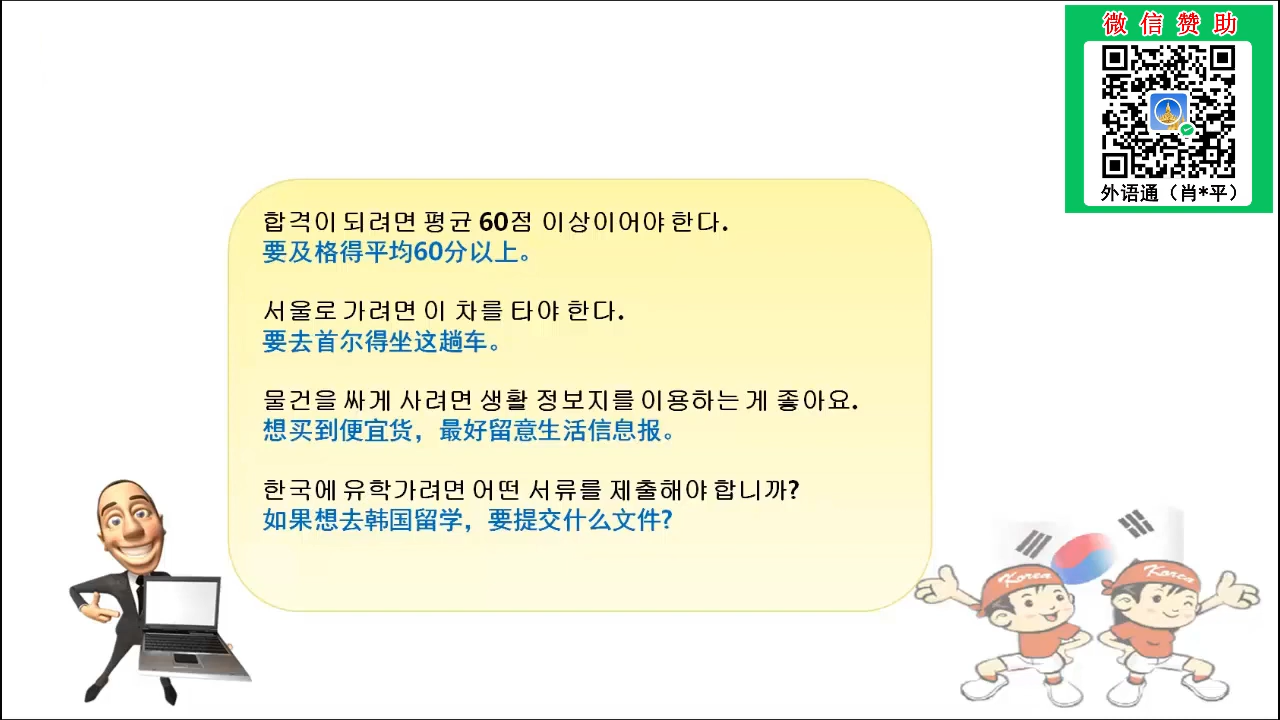 微信赞助
外语通（肖*平）
합격이 되려면 평균 60점 이상이어야 한다.
要及格得平均60分以上。
서울로 가려면 이 차를 타야 한다.
要去首尔得坐这趟车。
물건을 싸게 사려면 생활 정보지를 이용하는 게 좋아요.
想买到便宜货，最好留意生活信息报。
한국에 유학가려면 어떤 서류를 제출해야 합니까?
如果想去韩国留学，要提交什么文件?
Korea Korea